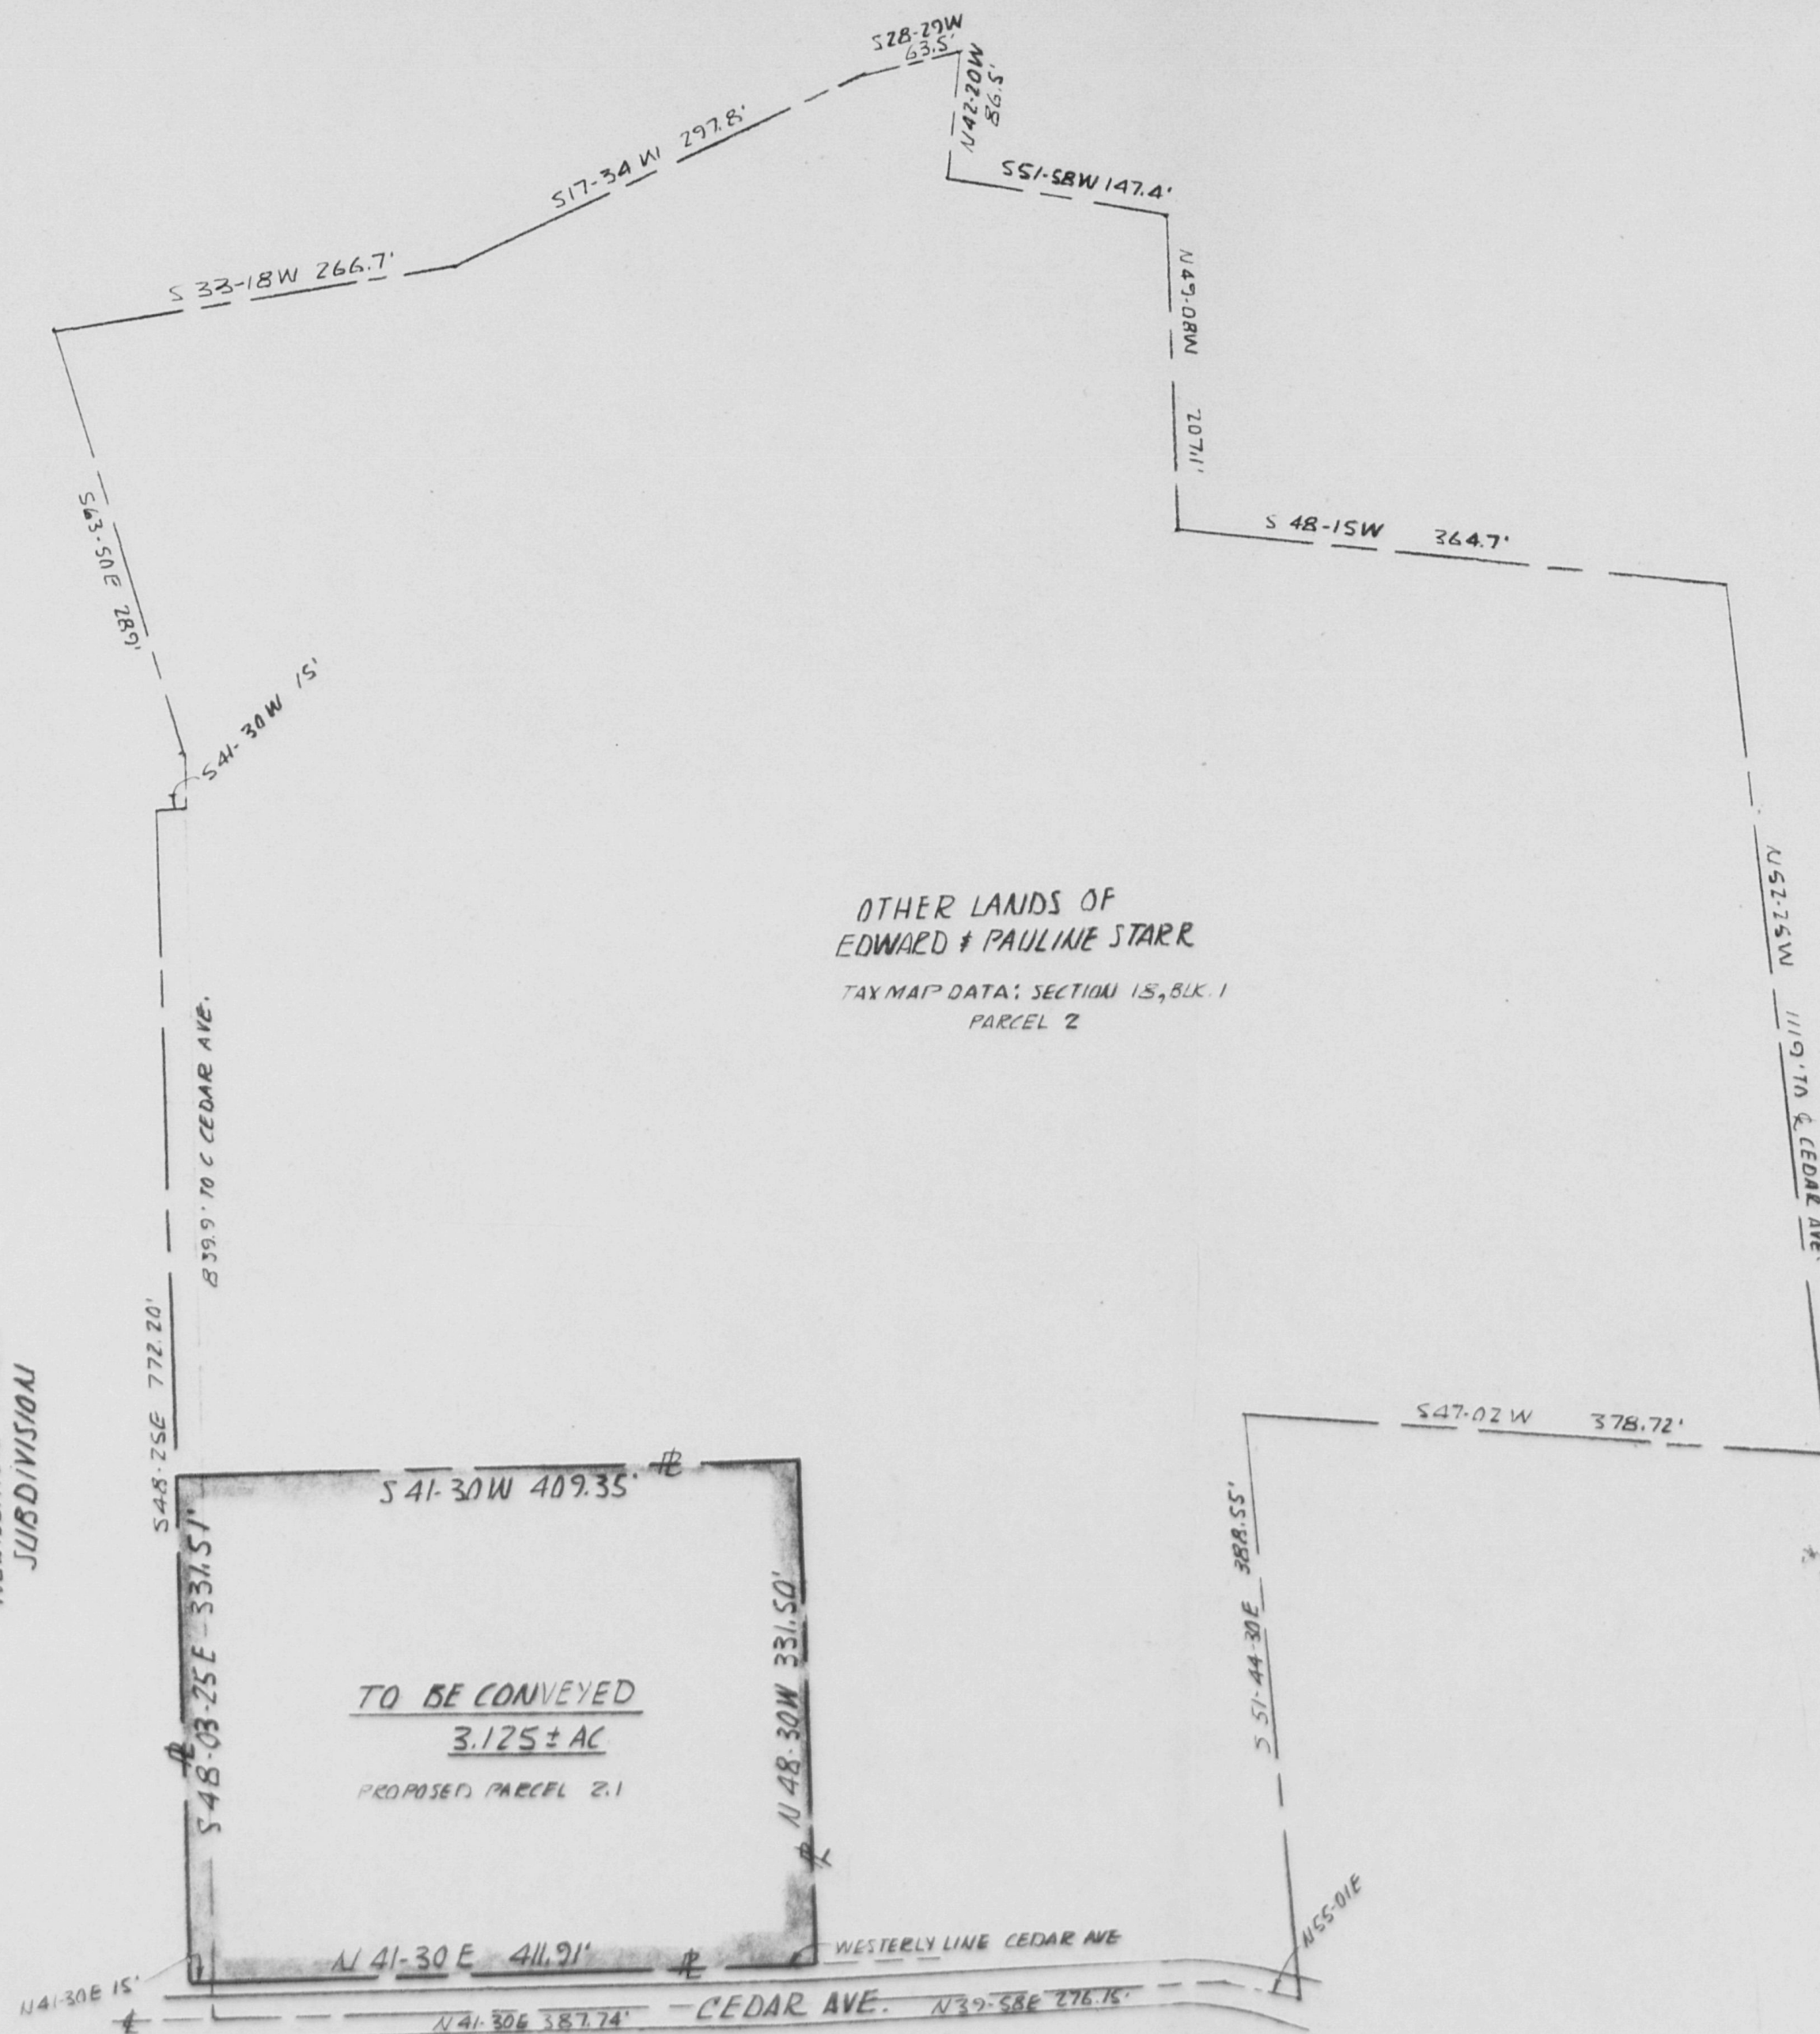 S28-29W
63.5'
N42-20W
86.5'
S17-34W 297.8'
S51-58W 147.4'
S 33-18W 266.7'
N49-08W 207.1'
S 48-15W 364.7'
S63-50E 289'
S41-30W 15'
OTHER LANDS OF
EDWARD & PAULINE STARR
TAX MAP DATA: SECTION 18, BLK. 1
PARCEL 2
N52-25W 1119' TO ℄ CEDAR AVE.
839.9' TO C CEDAR AVE.
S48-25E 772.20'
SUBDIVISION
S47-02W 378.72'
S 41-30W 409.35' ℄
S48-03-25E - 331.51'
N 48-30W 331.50'
S 51-44-30E 388.55'
TO BE CONVEYED
3.125 ± AC
PROPOSED PARCEL 2.1
N55-01E
N 41-30 E 411.91'
WESTERLY LINE CEDAR AVE
N41-30E 15'
CEDAR AVE.
N39-58E 276.15'
N 41-30E 387.74'